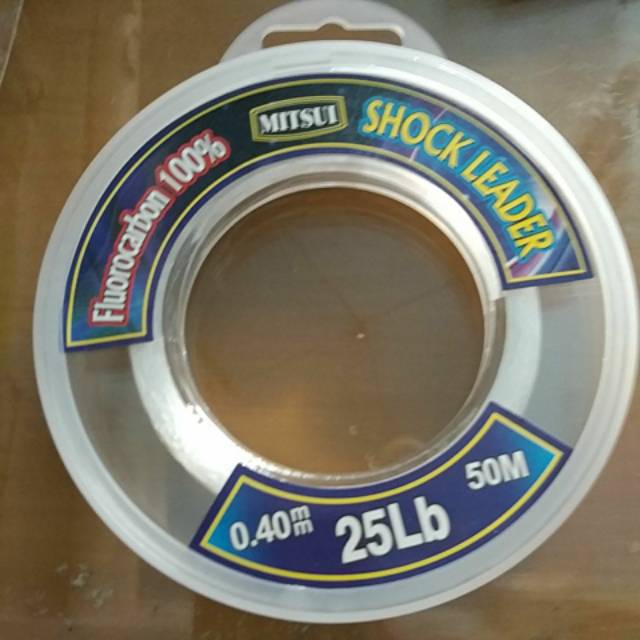 Fluorocarbon 100%
MITSUI
SHOCK LEADER
0.40mm
25Lb
50M